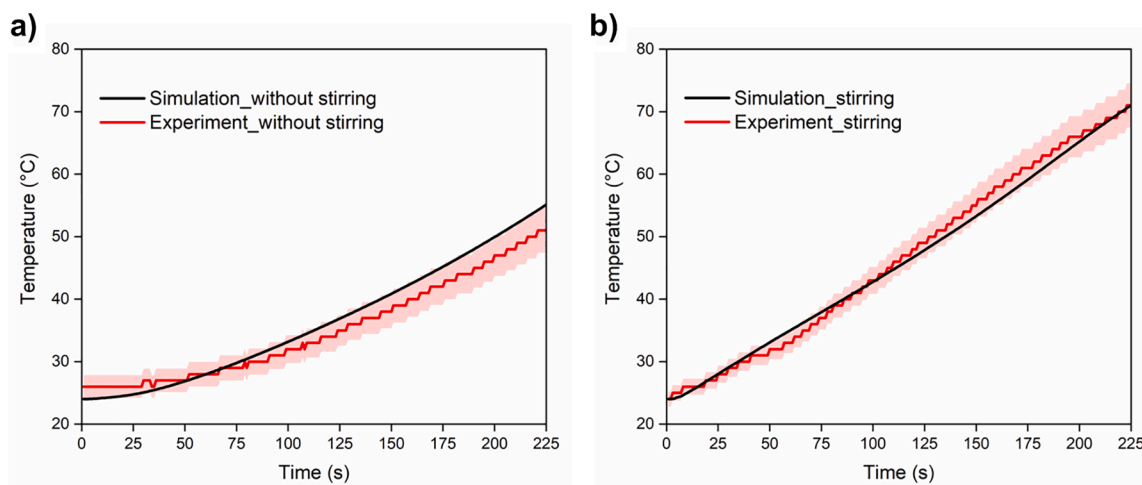 a)
80
70
60
50
40
30
20
Temperature (°C)
Simulation_without stirring
Experiment_without stirring
0 25 50 75 100 125 150 175 200 225
Time (s)
b)
80
70
60
50
40
30
20
Temperature (°C)
Simulation_stirring
Experiment_stirring
0 25 50 75 100 125 150 175 200 225
Time (s)